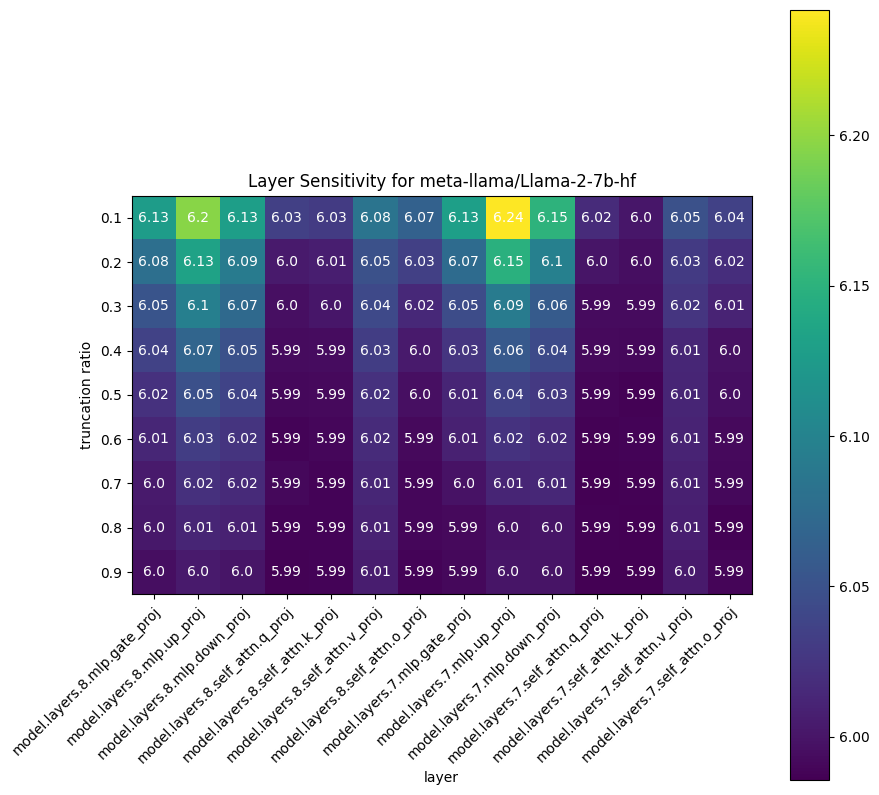 Layer Sensitivity for meta-llama/Llama-2-7b-hf
0.1 6.13 6.2 6.13 6.03 6.03 6.08 6.07 6.13 6.24 6.15 6.02 6.0 6.05 6.04
0.2 6.08 6.13 6.09 6.0 6.01 6.05 6.03 6.07 6.15 6.1 6.0 6.0 6.03 6.02
0.3 6.05 6.1 6.07 6.0 6.0 6.04 6.02 6.05 6.09 6.06 5.99 5.99 6.02 6.01
0.4 6.04 6.07 6.05 5.99 5.99 6.03 6.0 6.03 6.06 6.04 5.99 5.99 6.01 6.0
0.5 6.02 6.05 6.04 5.99 5.99 6.02 6.0 6.01 6.04 6.03 5.99 5.99 6.01 6.0
0.6 6.01 6.03 6.02 5.99 5.99 6.02 5.99 6.01 6.02 6.02 5.99 5.99 6.01 5.99
0.7 6.0 6.02 6.02 5.99 5.99 6.01 5.99 6.0 6.01 6.01 5.99 5.99 6.01 5.99
0.8 6.0 6.01 6.01 5.99 5.99 6.01 5.99 5.99 6.0 6.0 5.99 5.99 6.01 5.99
0.9 6.0 6.0 6.0 5.99 5.99 6.01 5.99 5.99 6.0 6.0 5.99 5.99 6.0 5.99
truncation ratio
model.layers.8.mlp.gate_proj
model.layers.8.mlp.up_proj
model.layers.8.mlp.down_proj
model.layers.8.self_attn.q_proj
model.layers.8.self_attn.k_proj
model.layers.8.self_attn.v_proj
model.layers.8.self_attn.o_proj
model.layers.7.mlp.gate_proj
model.layers.7.mlp.up_proj
model.layers.7.mlp.down_proj
model.layers.7.self_attn.q_proj
model.layers.7.self_attn.k_proj
model.layers.7.self_attn.v_proj
model.layers.7.self_attn.o_proj
layer
6.20
6.15
6.10
6.05
6.00